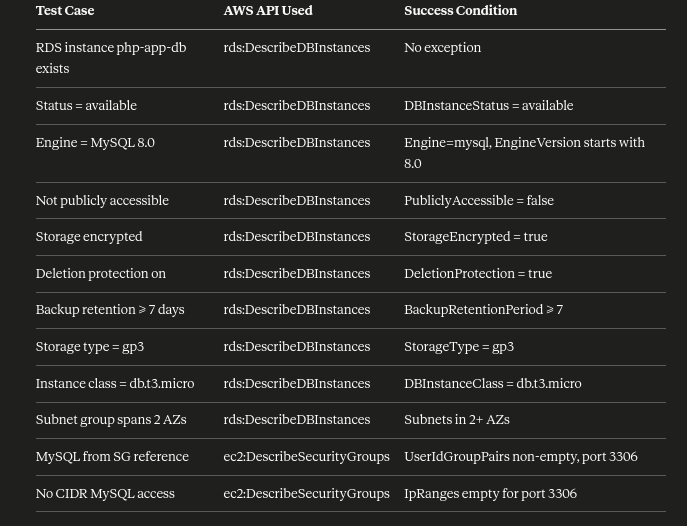 Test Case AWS API Used Success Condition
RDS instance php-app-db rds:DescribeDBInstances No exception
exists
Status = available rds:DescribeDBInstances DBInstanceStatus = available
Engine = MySQL 8.0 rds:DescribeDBInstances Engine=mysql, EngineVersion starts with
8.0
Not publicly accessible rds:DescribeDBInstances PubliclyAccessible = false
Storage encrypted rds:DescribeDBInstances StorageEncrypted = true
Deletion protection on rds:DescribeDBInstances DeletionProtection = true
Backup retention ⩾ 7 days rds:DescribeDBInstances BackupRetentionPeriod ⩾ 7
Storage type = gp3 rds:DescribeDBInstances StorageType = gp3
Instance class = db.t3.micro rds:DescribeDBInstances DBInstanceClass = db.t3.micro
Subnet group spans 2 AZs rds:DescribeDBInstances Subnets in 2+ AZs
MySQL from SG reference ec2:DescribeSecurityGroups UserIdGroupPairs non-empty, port 3306
No CIDR MySQL access ec2:DescribeSecurityGroups IpRanges empty for port 3306